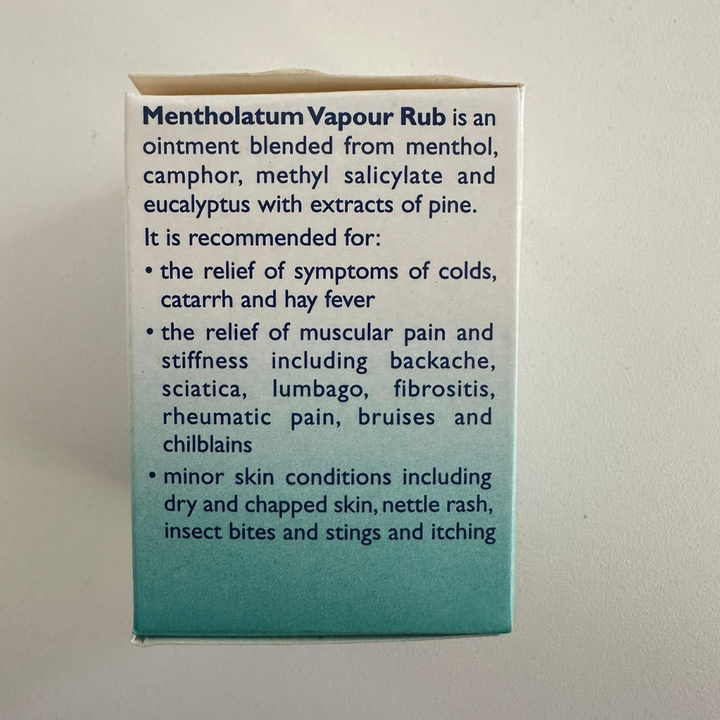 Mentholatum Vapour Rub is an
ointment blended from menthol,
camphor, methyl salicylate and
eucalyptus with extracts of pine.
It is recommended for:
• the relief of symptoms of colds,
catarrh and hay fever
• the relief of muscular pain and
stiffness including backache,
sciatica, lumbago, fibrositis,
rheumatic pain, bruises and
chilblains
• minor skin conditions including
dry and chapped skin, nettle rash,
insect bites and stings and itching